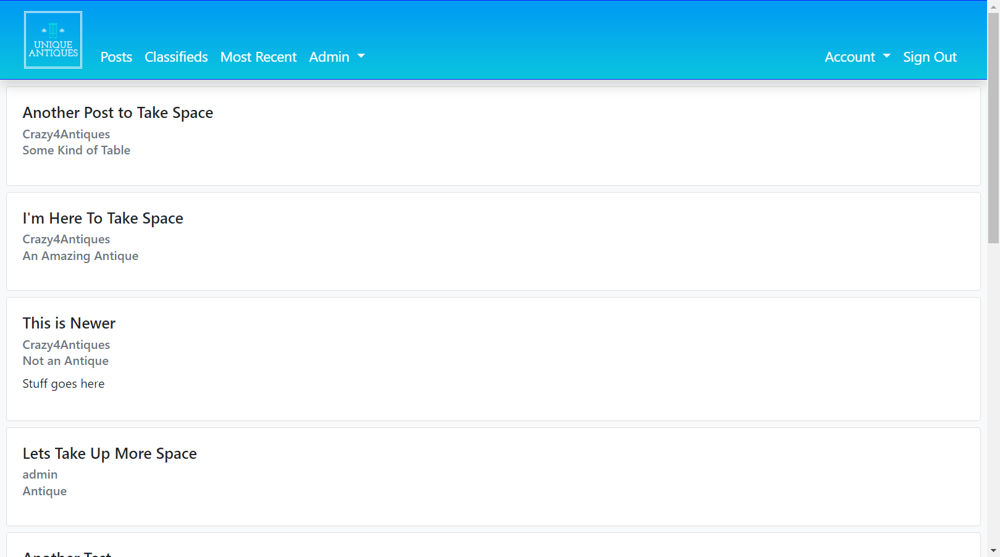 UNIQUE
ANTIQUES
Posts Classifieds Most Recent Admin Account Sign Out
Another Post to Take Space
Crazy4Antiques
Some Kind of Table
I'm Here To Take Space
Crazy4Antiques
An Amazing Antique
This is Newer
Crazy4Antiques
Not an Antique
Stuff goes here
Lets Take Up More Space
admin
Antique
Another Test